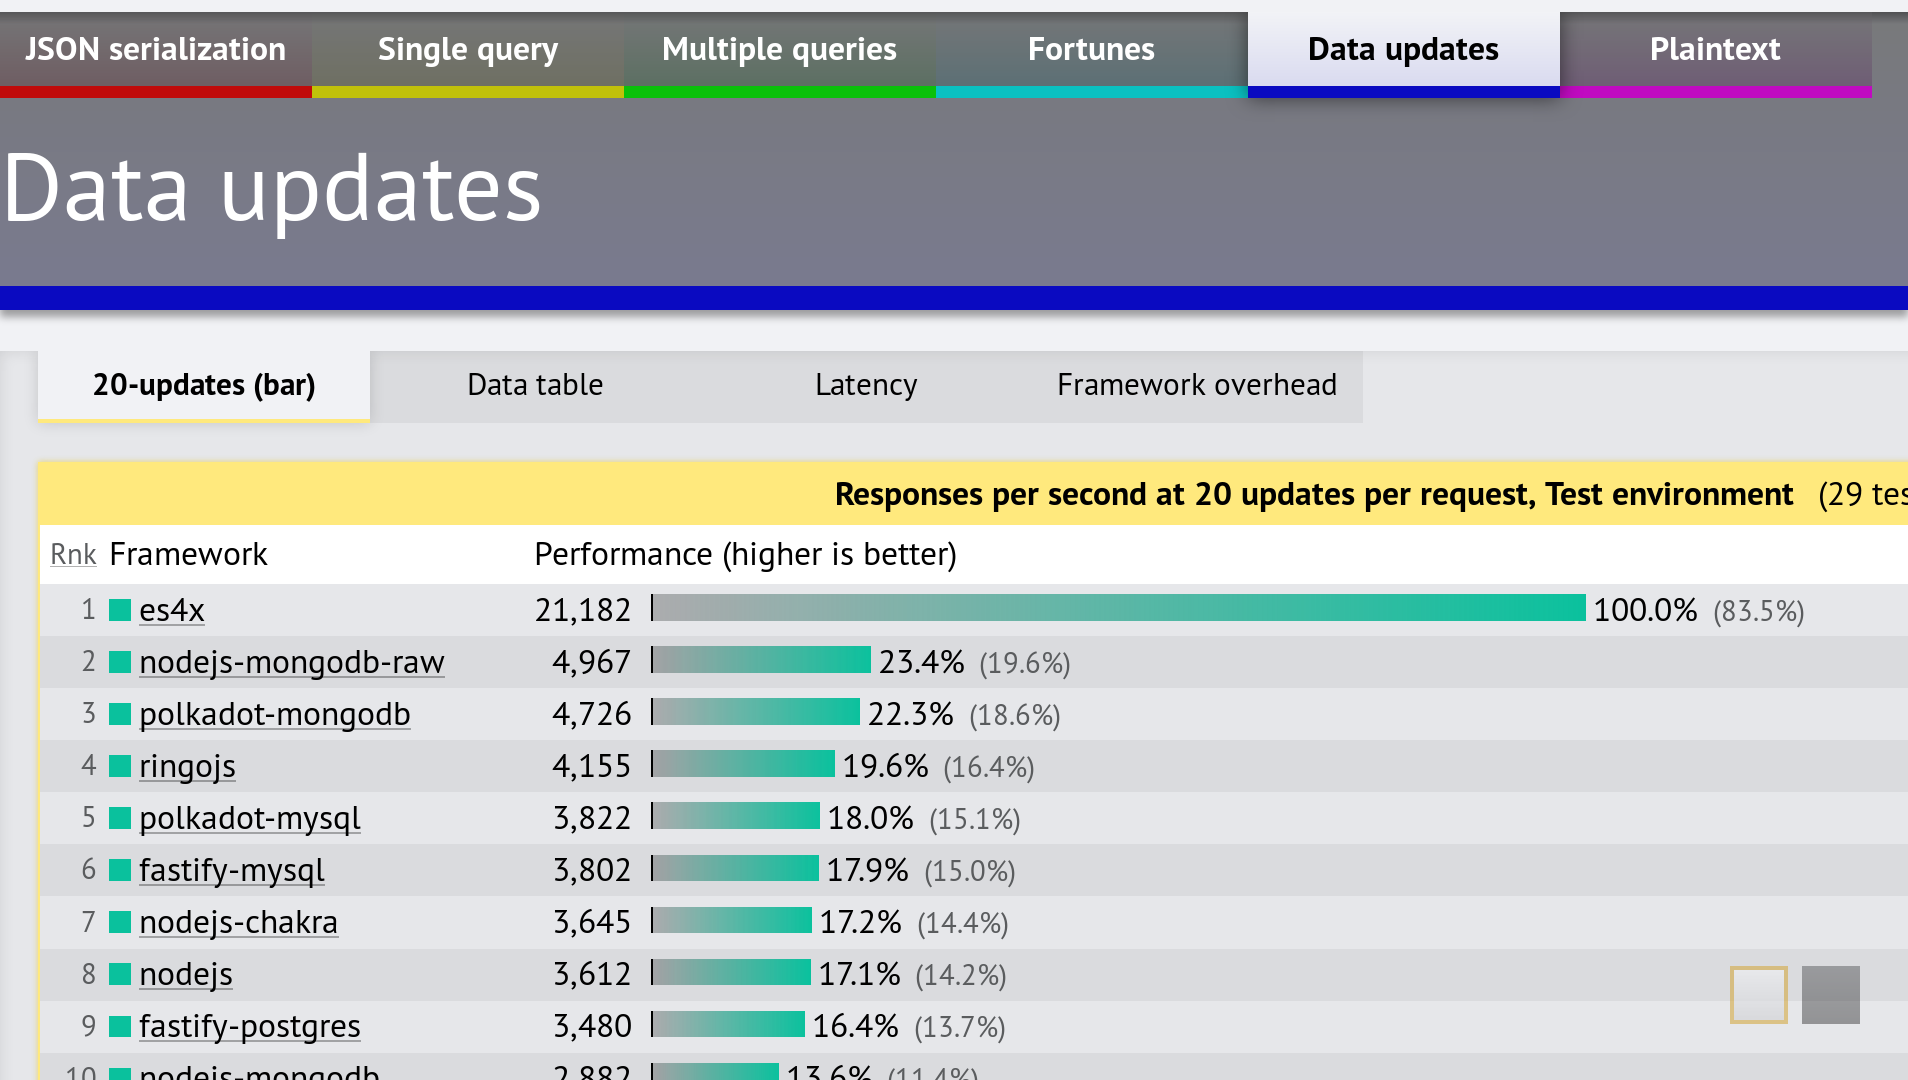 JSON serialization Single query Multiple queries Fortunes Data updates Plaintext
Data updates
20-updates (bar) Data table Latency Framework overhead
Responses per second at 20 updates per request, Test environment (29 tes
Rnk Framework Performance (higher is better)
1 es4x 21,182 100.0% (83.5%)
2 nodejs-mongodb-raw 4,967 23.4% (19.6%)
3 polkadot-mongodb 4,726 22.3% (18.6%)
4 ringojs 4,155 19.6% (16.4%)
5 polkadot-mysql 3,822 18.0% (15.1%)
6 fastify-mysql 3,802 17.9% (15.0%)
7 nodejs-chakra 3,645 17.2% (14.4%)
8 nodejs 3,612 17.1% (14.2%)
9 fastify-postgres 3,480 16.4% (13.7%)
10 nodejs-mongodb 2,882 13.6% (11.4%)